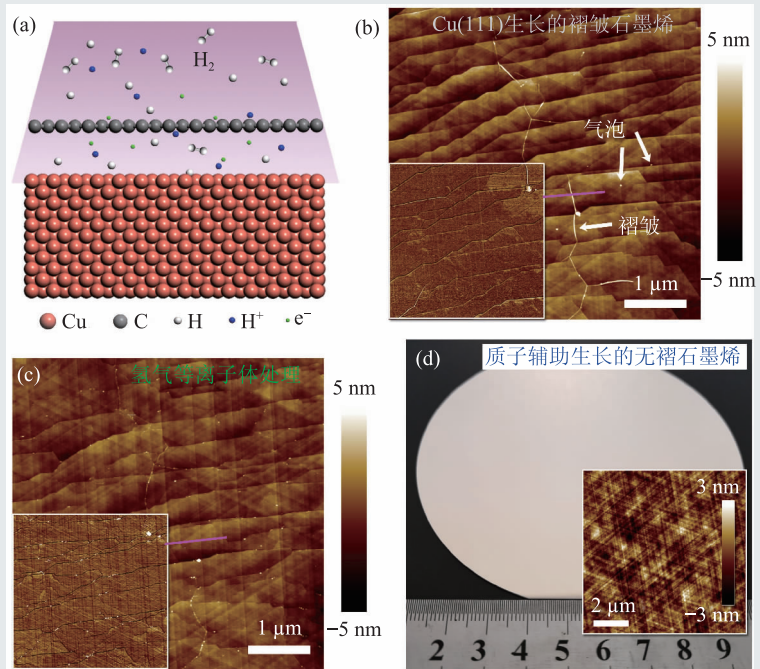 (a)
H₂
Cu C H H⁺ e⁻
(b)
Cu(111)生长的褶皱石墨烯
5 nm
气泡
褶皱
1 μm
−5 nm
(c)
氢气等离子体处理
5 nm
1 μm
−5 nm
(d)
质子辅助生长的无褶石墨烯
3 nm
2 μm
−3 nm
2 3 4 5 6 7 8 9